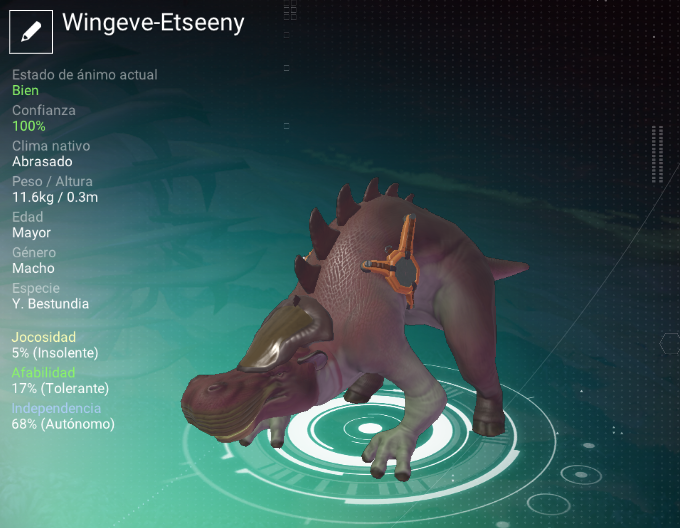 Wingeve-Etseeny
Estado de ánimo actual
Bien
Confianza
100%
Clima nativo
Abrasado
Peso / Altura
11.6kg / 0.3m
Edad
Mayor
Género
Macho
Especie
Y. Bestundia
Jocosidad
5% (Insolente)
Afabilidad
17% (Tolerante)
Independencia
68% (Autónomo)